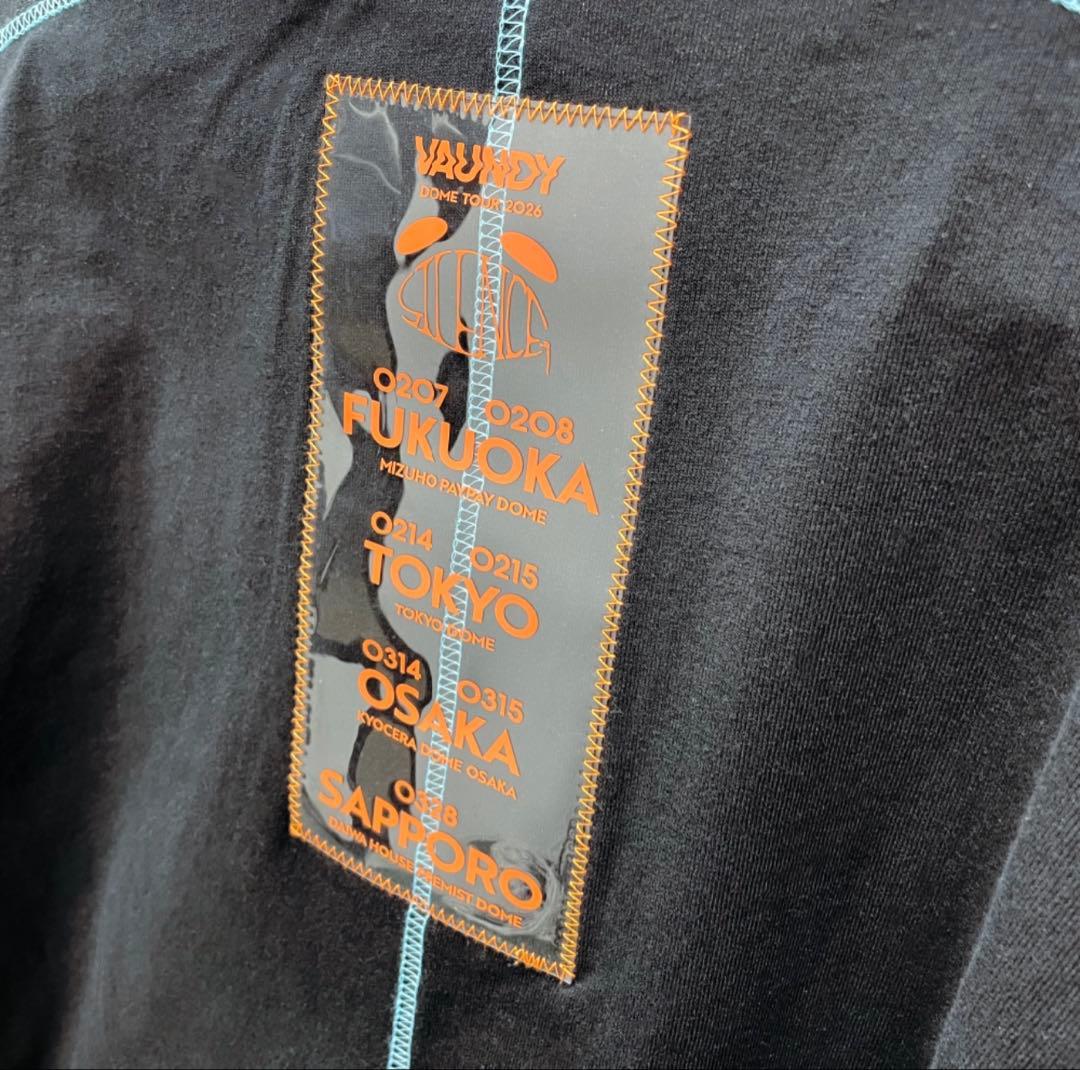 VAUNDY
DOME TOUR 2026
SILENCE
0207 0208
FUKUOKA
MIZUHO PAYPAY DOME
0214 0215
TOKYO
TOKYO DOME
0314 0315
OSAKA
KYOCERA DOME OSAKA
0328
SAPPORO
DAIWA HOUSE PREMIST DOME